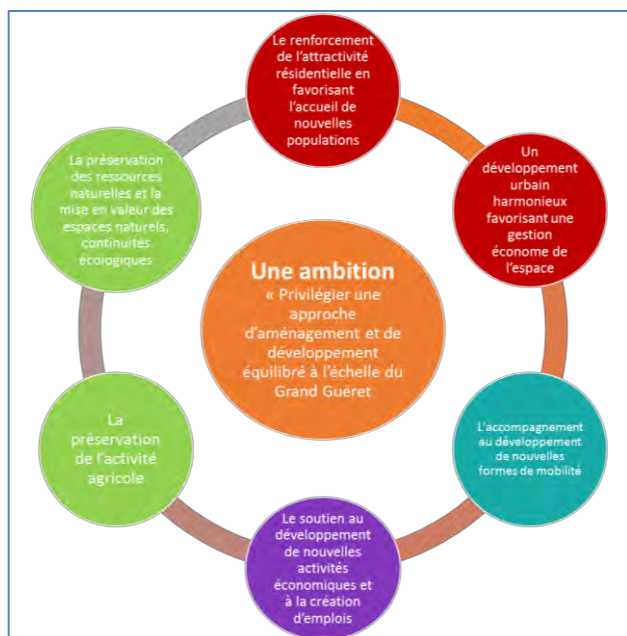 Le renforcement
de l'attractivité
résidentielle en
favorisant
l'accueil de
nouvelles
populations
Un
développement
urbain
harmonieux
favorisant une
gestion
économe de
l'espace
L'accompagnement
au développement
de nouvelles
formes de mobilité
Le soutien au
développement
de nouvelles
activités
économiques et
à la création
d'emplois
La
préservation
de l'activité
agricole
La préservation
des ressources
naturelles et la
mise en valeur des
espaces naturels,
continuités
écologiques
Une ambition
« Privilégier une
approche
d'aménagement et de
développement
équilibré à l'échelle du
Grand Guéret